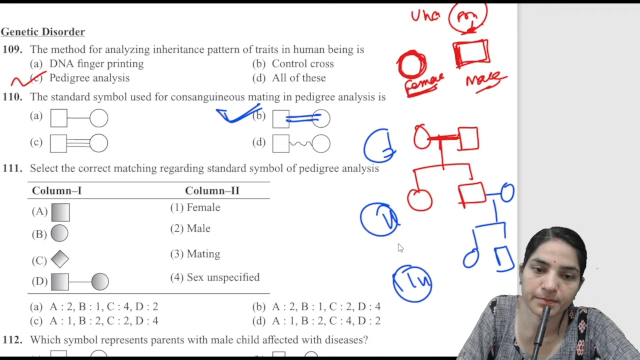 Genetic Disorder
109. The method for analyzing inheritance pattern of traits in human being is
(a) DNA finger printing (b) Control cross
(c) Pedigree analysis (d) All of these
110. The standard symbol used for consanguineous mating in pedigree analysis is
(a) (b)
(c) (d)
111. Select the correct matching regarding standard symbol of pedigree analysis
Column–I Column–II
(A) (1) Female
(B) (2) Male
(C) (3) Mating
(D) (4) Sex unspecified
(a) A : 2, B : 1, C : 4, D : 2 (b) A : 2, B : 1, C : 2, D : 4
(c) A : 1, B : 2, C : 2, D : 4 (d) A : 1, B : 2, C : 4, D : 2
112. Which symbol represents parents with male child affected with diseases?
Female Male